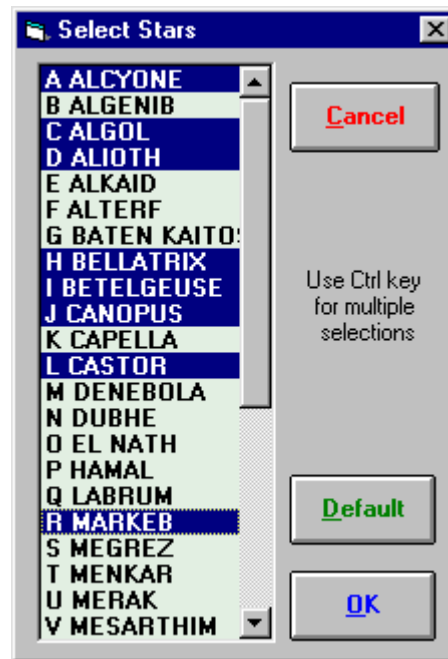 Select Stars
A ALCYONE
B ALGENIB
C ALGOL
D ALIOTH
E ALKAID
F ALTERF
G BATEN KAITO
H BELLATRIX
I BETELGEUSE
J CANOPUS
K CAPELLA
L CASTOR
M DENEBOLA
N DUBHE
O EL NATH
P HAMAL
Q LABRUM
R MARKEB
S MEGREZ
T MENKAR
U MERAK
V MESARTHIM
Cancel
Use Ctrl key
for multiple
selections
Default
OK